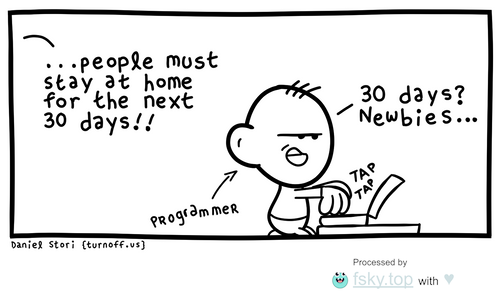 ...people must
stay at home
for the next
30 days!!
30 days?
Newbies...
TAP
TAP
PROgrammeR
Daniel Stori {turnoff.us}
Processed by
fsky.top with ♥